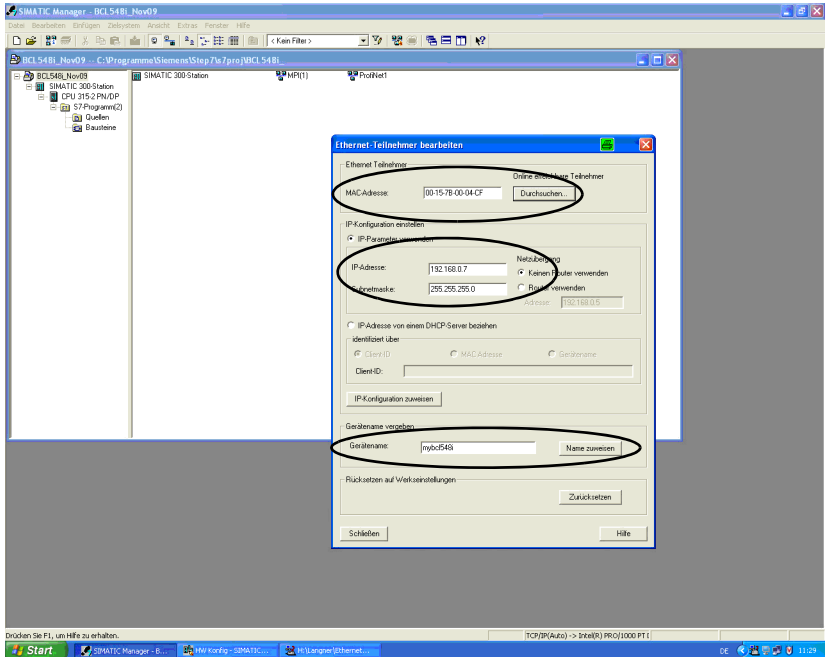 SIMATIC Manager - BCL548i_Nov09
Datei Bearbeiten Einfügen Zielsystem Ansicht Extras Fenster Hilfe
< Kein Filter >
BCL548i_Nov09 -- C:\Programme\Siemens\Step7\s7proj\BCL548i_
BCL548i_Nov09
SIMATIC 300-Station
CPU 315-2 PN/DP
S7-Programm(2)
Quellen
Bausteine
SIMATIC 300-Station
MPI(1)
ProfiNet1
Ethernet-Teilnehmer bearbeiten
Ethernet Teilnehmer
Online erreichbare Teilnehmer
MAC-Adresse:
00-15-7B-00-04-CF
Durchsuchen...
IP-Konfiguration einstellen
IP-Parameter verwenden
Netzübergang
IP-Adresse:
192.168.0.7
Keinen Router verwenden
Subnetmaske:
255.255.255.0
Router verwenden
Adresse:
192.168.0.5
IP-Adresse von einem DHCP-Server beziehen
identifiziert über
Client-ID
MAC Adresse
Gerätename
Client-ID:
IP-Konfiguration zuweisen
Gerätename vergeben
Gerätename:
mybcl548i
Name zuweisen
Rücksetzen auf Werkseinstellungen
Zurücksetzen
Schließen
Hilfe
Drücken Sie F1, um Hilfe zu erhalten.
TCP/IP(Auto) -> Intel(R) PRO/1000 PT
Start
SIMATIC Manager - B...
HW Konfig - SIMATIC...
H:\Langner\Ethernet...
DE
11:29